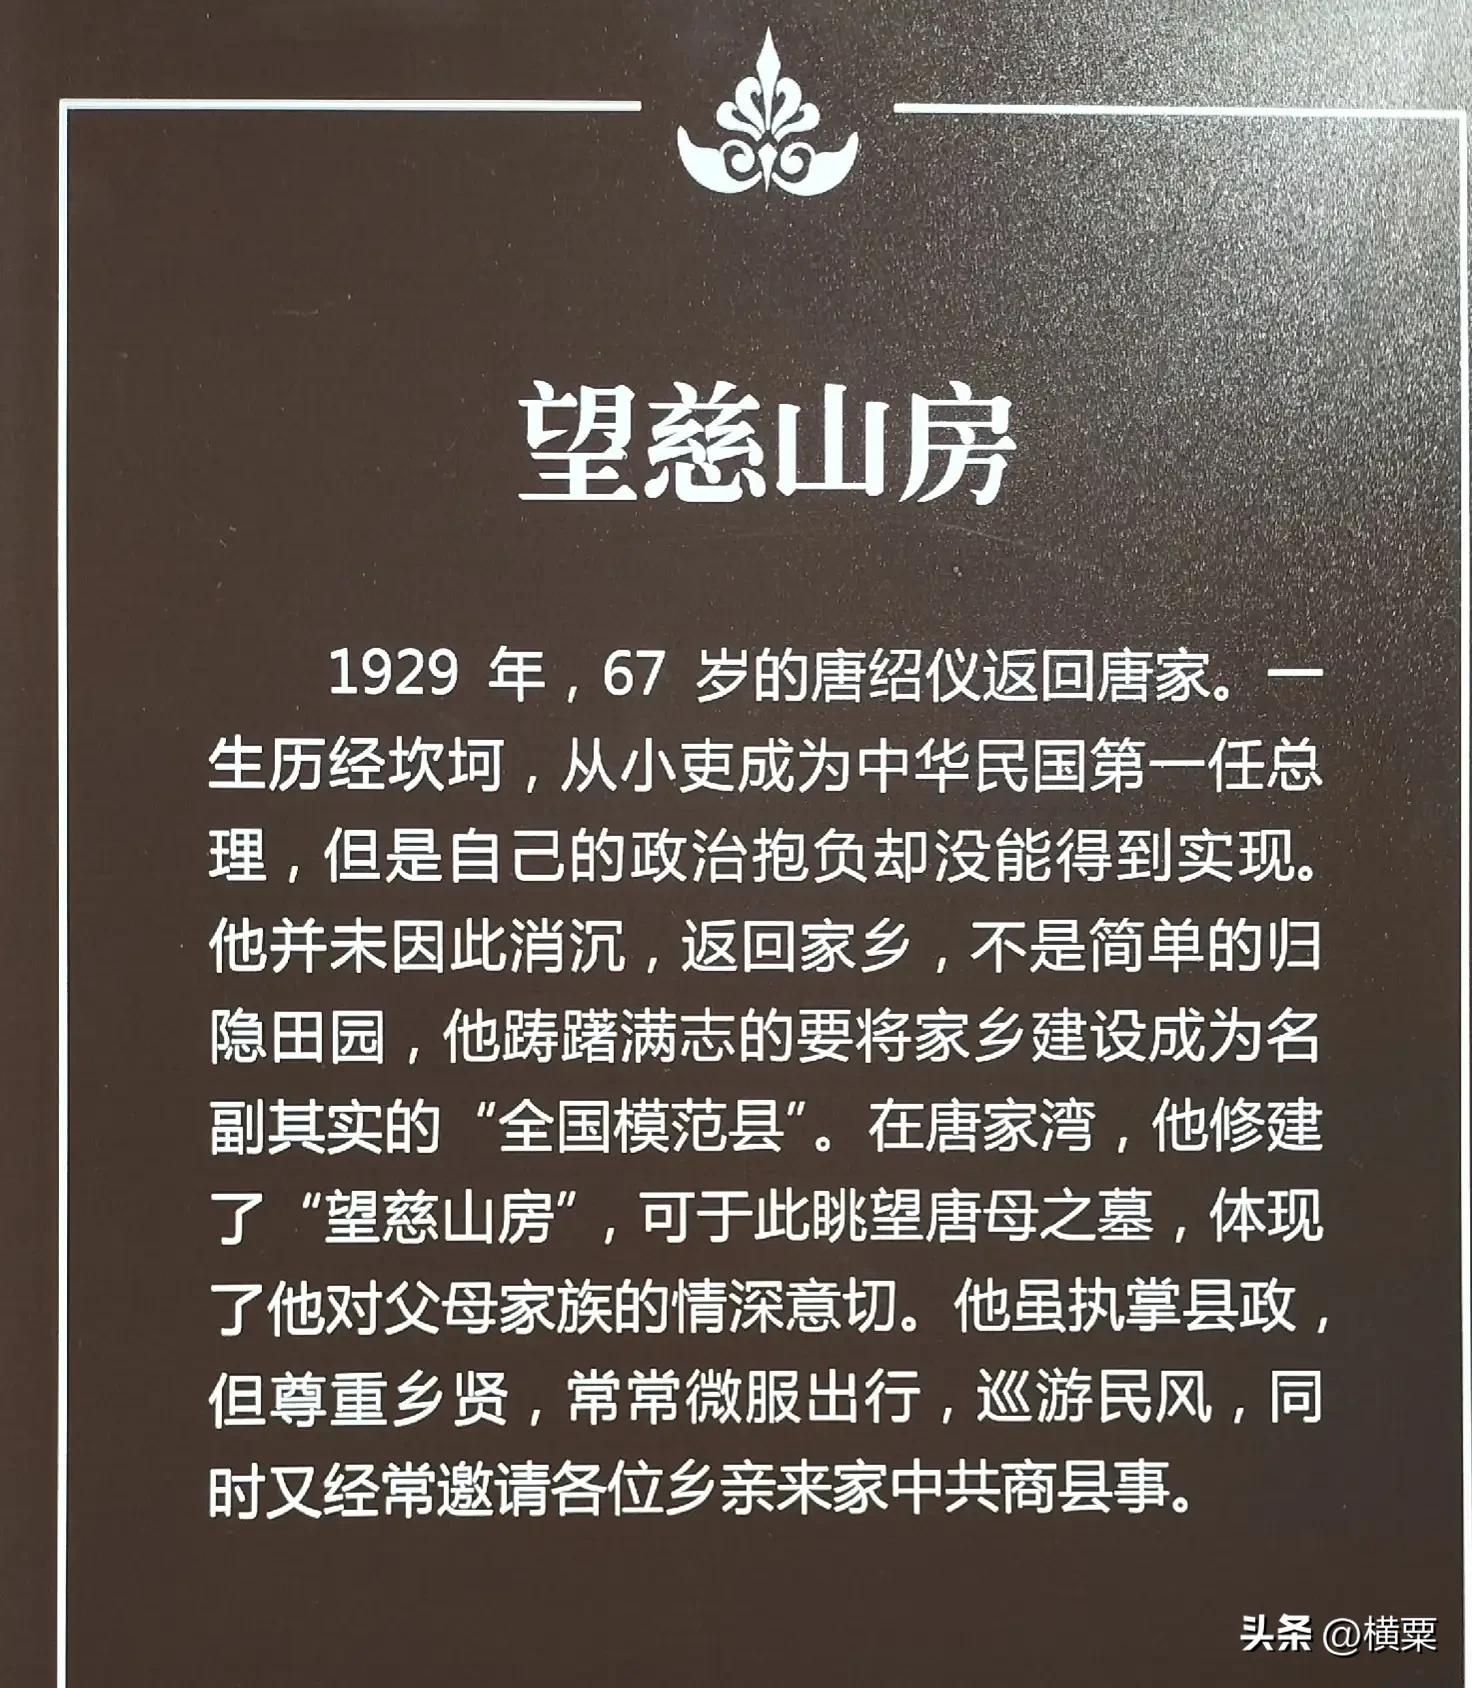 望慈山房
1929 年，67 岁的唐绍仪返回唐家。一
生历经坎坷，从小吏成为中华民国第一任总
理，但是自己的政治抱负却没能得到实现。
他并未因此消沉，返回家乡，不是简单的归
隐田园，他踌躇满志的要将家乡建设成为名
副其实的“全国模范县”。在唐家湾，他修建
了“望慈山房”，可于此眺望唐母之墓，体现
了他对父母家族的情深意切。他虽执掌县政，
但尊重乡贤，常常微服出行，巡游民风，同
时又经常邀请各位乡亲来家中共商县事。
头条 @横粟